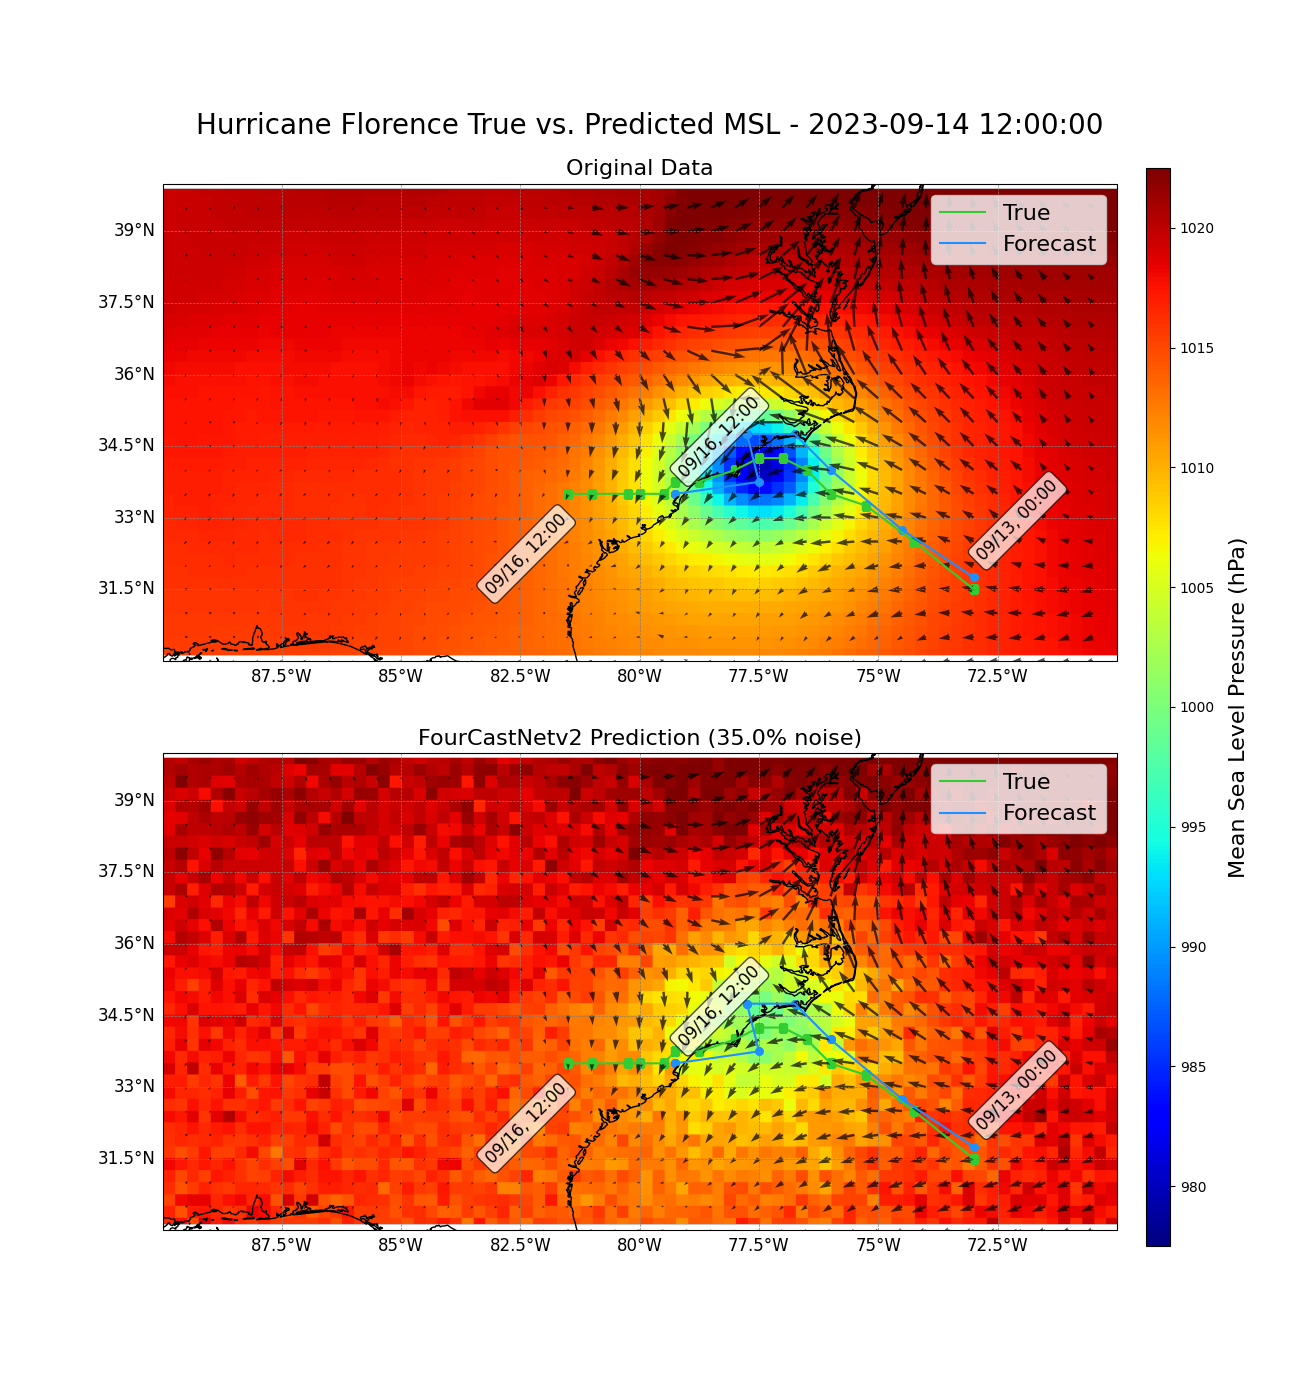 Hurricane Florence True vs. Predicted MSL - 2023-09-14 12:00:00
Original Data
True
Forecast
39°N
37.5°N
36°N
34.5°N
33°N
31.5°N
09/16, 12:00
09/16, 12:00
09/13, 00:00
87.5°W 85°W 82.5°W 80°W 77.5°W 75°W 72.5°W
FourCastNetv2 Prediction (35.0% noise)
True
Forecast
39°N
37.5°N
36°N
34.5°N
33°N
31.5°N
09/16, 12:00
09/16, 12:00
09/13, 00:00
87.5°W 85°W 82.5°W 80°W 77.5°W 75°W 72.5°W
1020
1015
1010
1005
1000
995
990
985
980
Mean Sea Level Pressure (hPa)